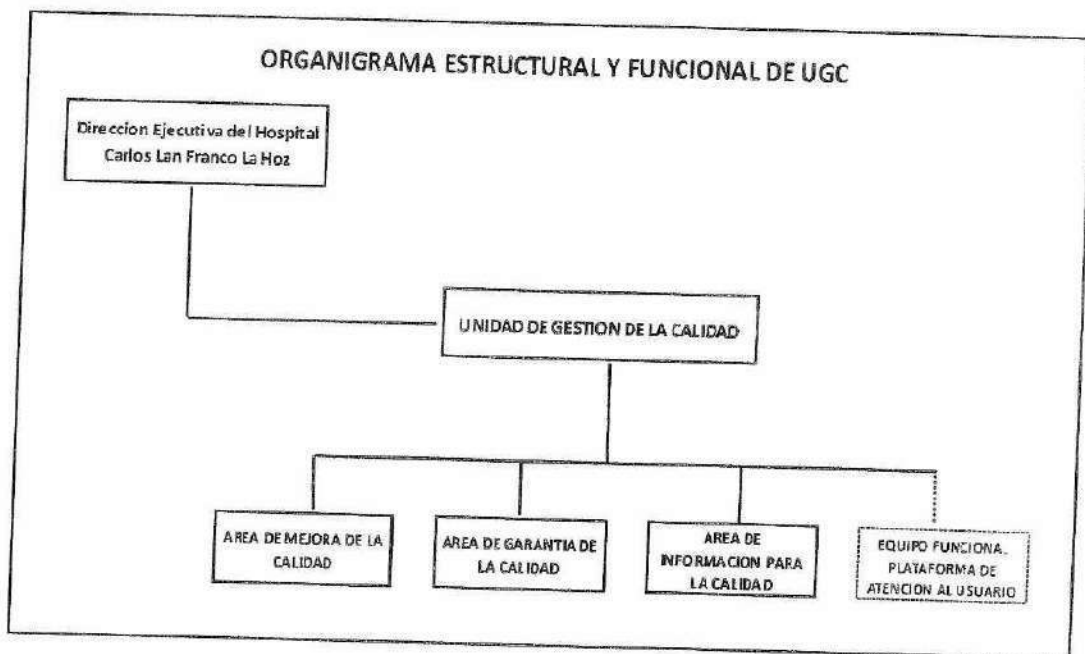 ORGANIGRAMA ESTRUCTURAL Y FUNCIONAL DE UGC
Direccion Ejecutiva del Hospital
Carlos Lan Franco La Hoz
UNIDAD DE GESTION DE LA CALIDAD
AREA DE MEJORA DE LA
CALIDAD
AREA DE GARANTIA DE
LA CALIDAD
AREA DE
INFORMACION PARA
LA CALIDAD
EQUIPO FUNCIONAL
PLATAFORMA DE
ATENCION AL USUARIO